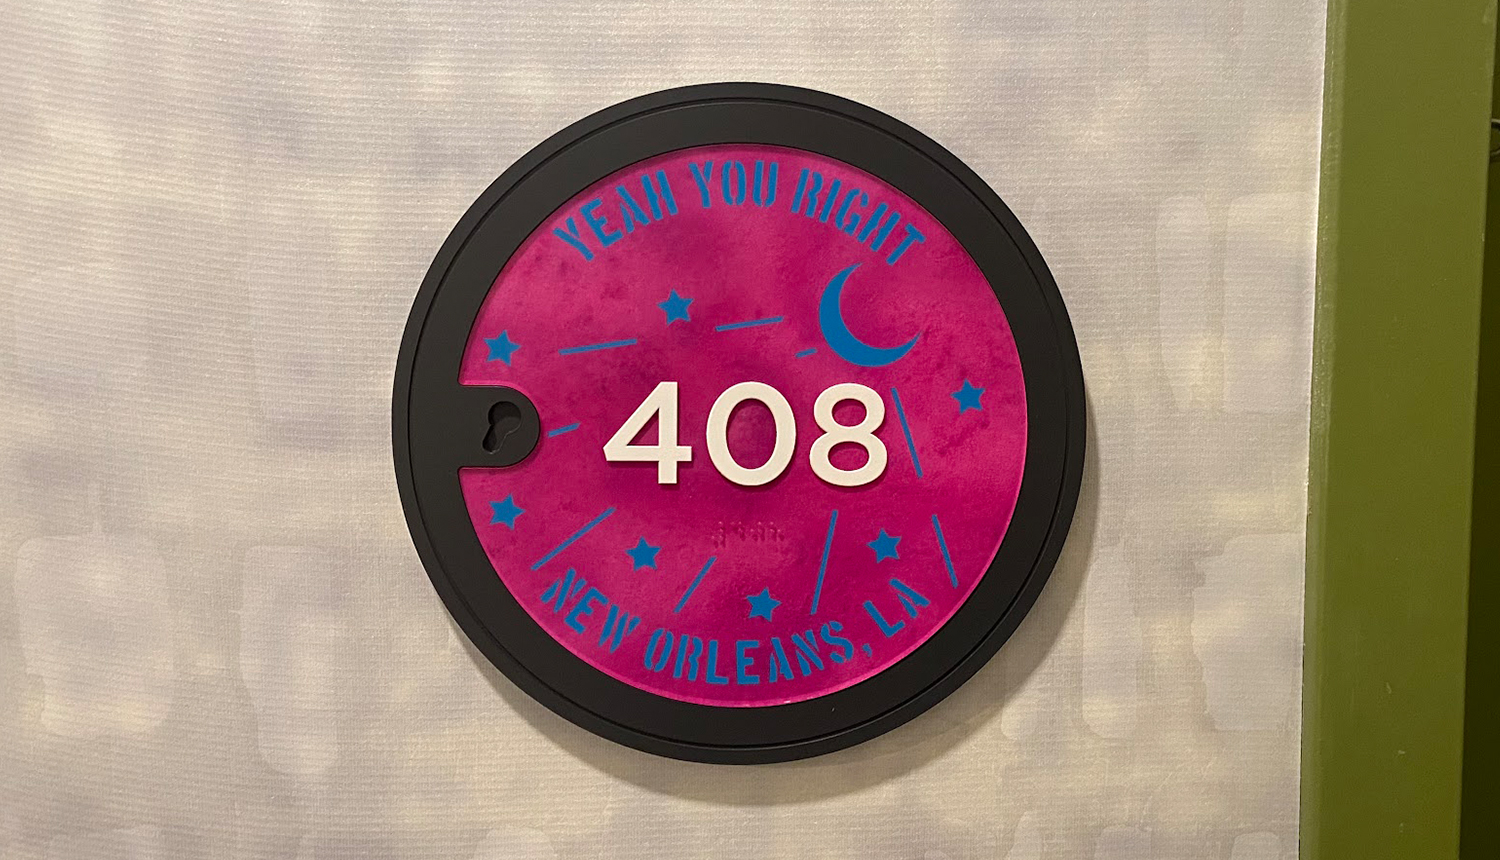 YEAH YOU RIGHT
408
NEW ORLEANS, LA